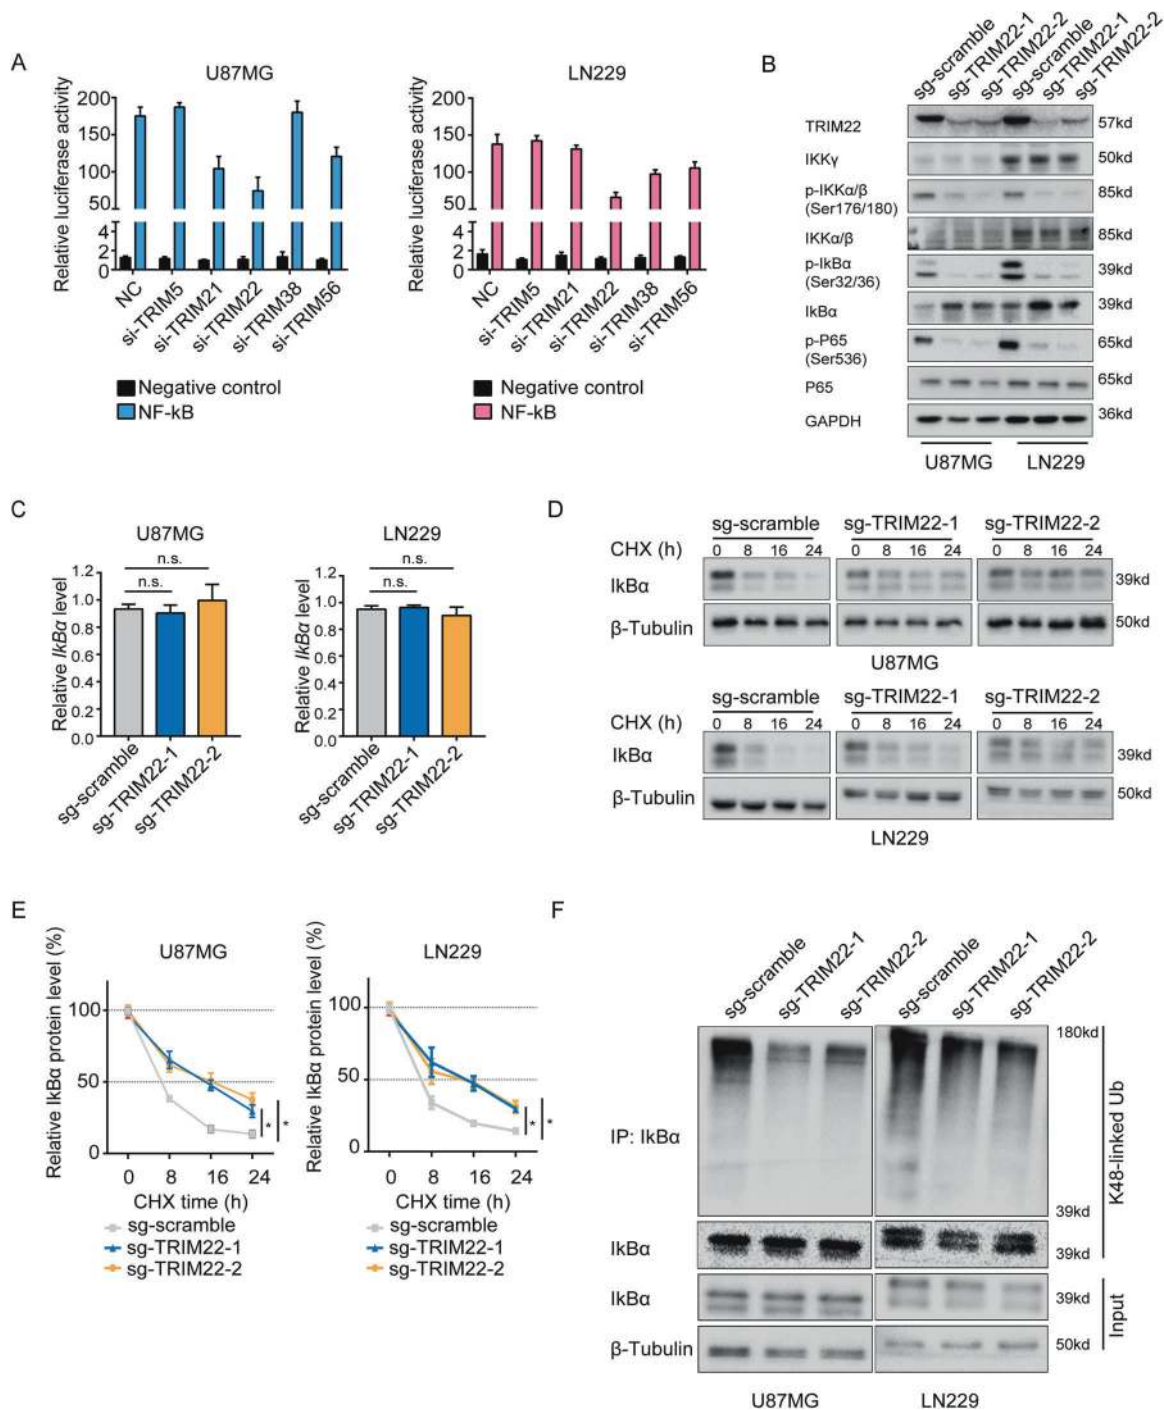 A
U87MG
LN229
Relative luciferase activity
200
150
100
50
4
2
0
NC
si-TRIM5
si-TRIM21
si-TRIM22
si-TRIM38
si-TRIM56
Negative control
NF-kB
Relative luciferase activity
200
150
100
50
4
2
0
NC
si-TRIM5
si-TRIM21
si-TRIM22
si-TRIM38
si-TRIM56
Negative control
NF-kB
B
sg-scramble
sg-TRIM22-1
sg-TRIM22-2
sg-scramble
sg-TRIM22-1
sg-TRIM22-2
TRIM22 57kd
IKKγ 50kd
p-IKKα/β 85kd
(Ser176/180)
IKKα/β 85kd
p-IkBα 39kd
(Ser32/36)
IkBα 39kd
p-P65 65kd
(Ser536)
P65 65kd
GAPDH 36kd
U87MG LN229
C
U87MG
LN229
Relative IkBα level
1.2
1.0
0.8
0.6
0.4
0.2
0.0
n.s.
n.s.
sg-scramble
sg-TRIM22-1
sg-TRIM22-2
Relative IkBα level
1.2
1.0
0.8
0.6
0.4
0.2
0.0
n.s.
n.s.
sg-scramble
sg-TRIM22-1
sg-TRIM22-2
D
sg-scramble sg-TRIM22-1 sg-TRIM22-2
CHX (h) 0 8 16 24 0 8 16 24 0 8 16 24
IkBα 39kd
β-Tubulin 50kd
U87MG
sg-scramble sg-TRIM22-1 sg-TRIM22-2
CHX (h) 0 8 16 24 0 8 16 24 0 8 16 24
IkBα 39kd
β-Tubulin 50kd
LN229
E
U87MG
LN229
Relative IkBα protein level (%)
100
50
0
* *
0 8 16 24
CHX time (h)
sg-scramble
sg-TRIM22-1
sg-TRIM22-2
Relative IkBα protein level (%)
100
50
0
* *
0 8 16 24
CHX time (h)
sg-scramble
sg-TRIM22-1
sg-TRIM22-2
F
sg-scramble
sg-TRIM22-1
sg-TRIM22-2
sg-scramble
sg-TRIM22-1
sg-TRIM22-2
180kd
IP: IkBα
K48-linked Ub
39kd
IkBα 39kd
IkBα 39kd
Input
β-Tubulin 50kd
U87MG LN229